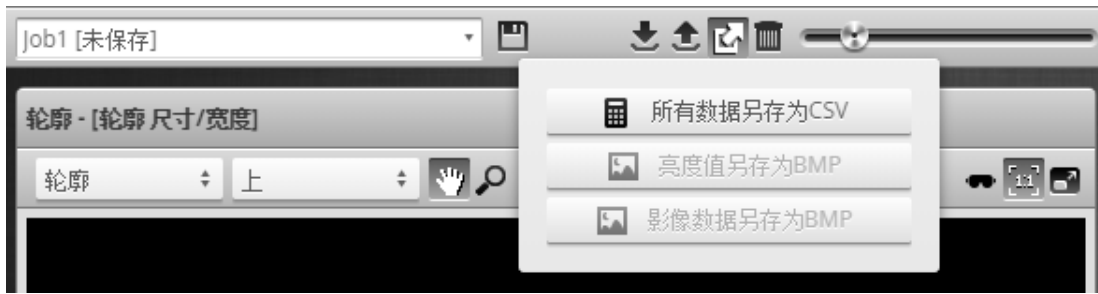 Job1 [未保存]
所有数据另存为CSV
轮廓 - [轮廓 尺寸/宽度]
亮度值另存为BMP
轮廓
上
1:1
影像数据另存为BMP